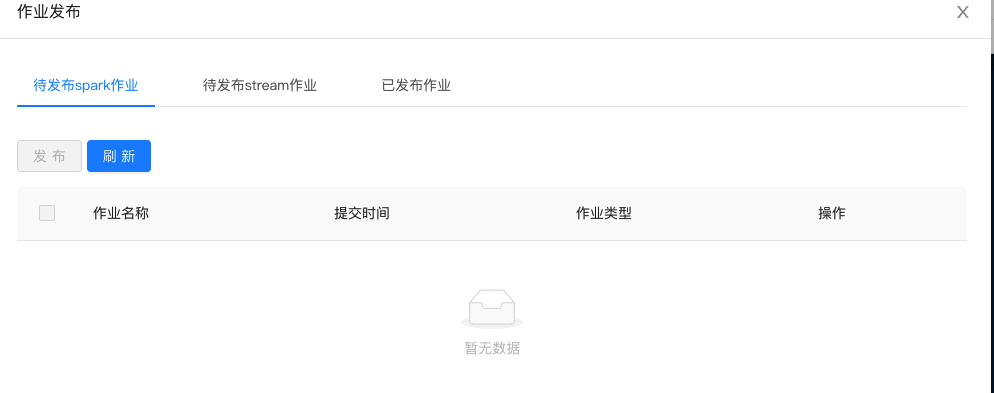 作业发布
待发布spark作业 待发布stream作业 已发布作业
发 布 刷 新
作业名称 提交时间 作业类型 操作
暂无数据